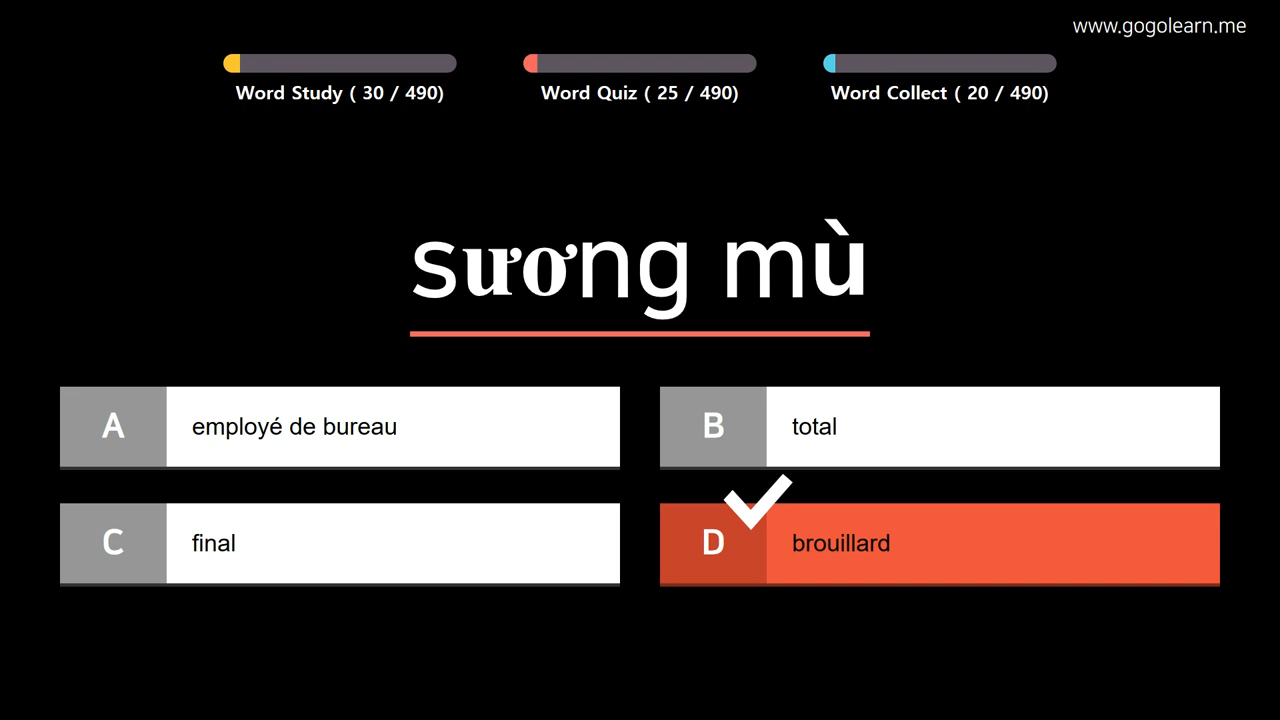 www.gogolearn.me
Word Study ( 30 / 490)
Word Quiz ( 25 / 490)
Word Collect ( 20 / 490)
sương mù
A employé de bureau
B total
C final
D brouillard